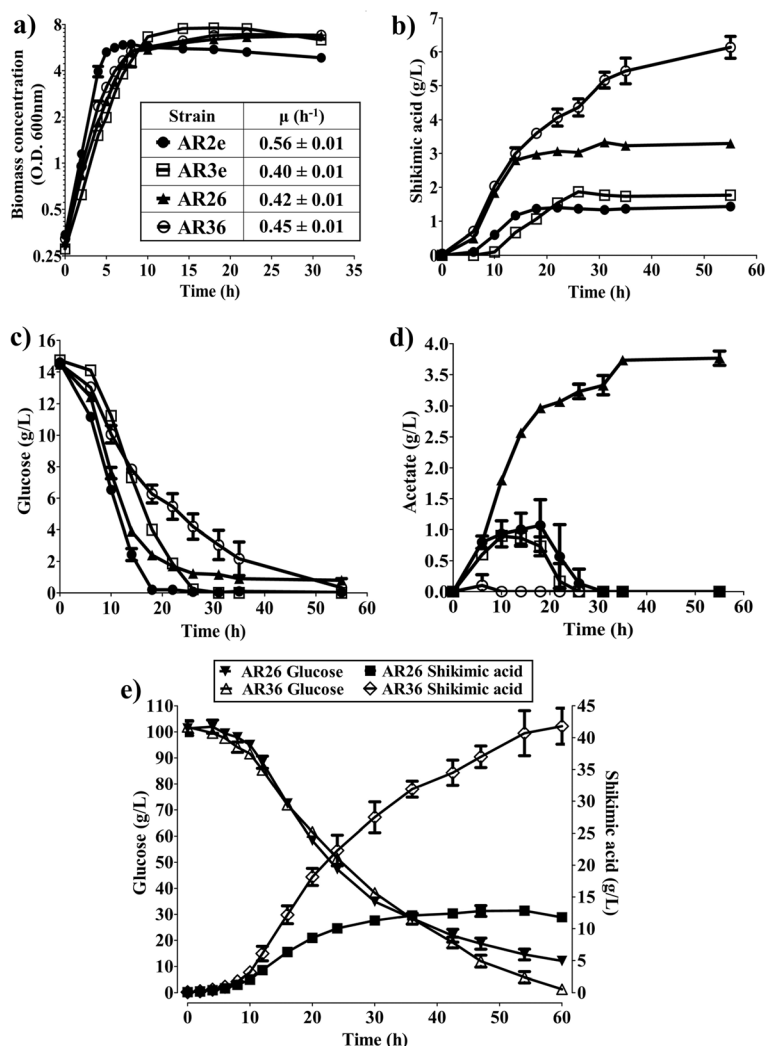 a)
Biomass concentration
(O.D. 600nm)
8
4
2
1
0.5
0.25
Strain μ (h⁻¹)
AR2e 0.56 ± 0.01
AR3e 0.40 ± 0.01
AR26 0.42 ± 0.01
AR36 0.45 ± 0.01
0 5 10 15 20 25 30 35
Time (h)
b)
Shikimic acid (g/L)
7
6
5
4
3
2
1
0
0 10 20 30 40 50 60
Time (h)
c)
Glucose (g/L)
16
14
12
10
8
6
4
2
0
0 10 20 30 40 50 60
Time (h)
d)
Acetate (g/L)
4.0
3.5
3.0
2.5
2.0
1.5
1.0
0.5
0.0
0 10 20 30 40 50 60
Time (h)
e)
AR26 Glucose AR26 Shikimic acid
AR36 Glucose AR36 Shikimic acid
Glucose (g/L)
110
100
90
80
70
60
50
40
30
20
10
0
45
40
35
30
25
20
15
10
5
0
Shikimic acid
(g/L)
0 10 20 30 40 50 60
Time (h)